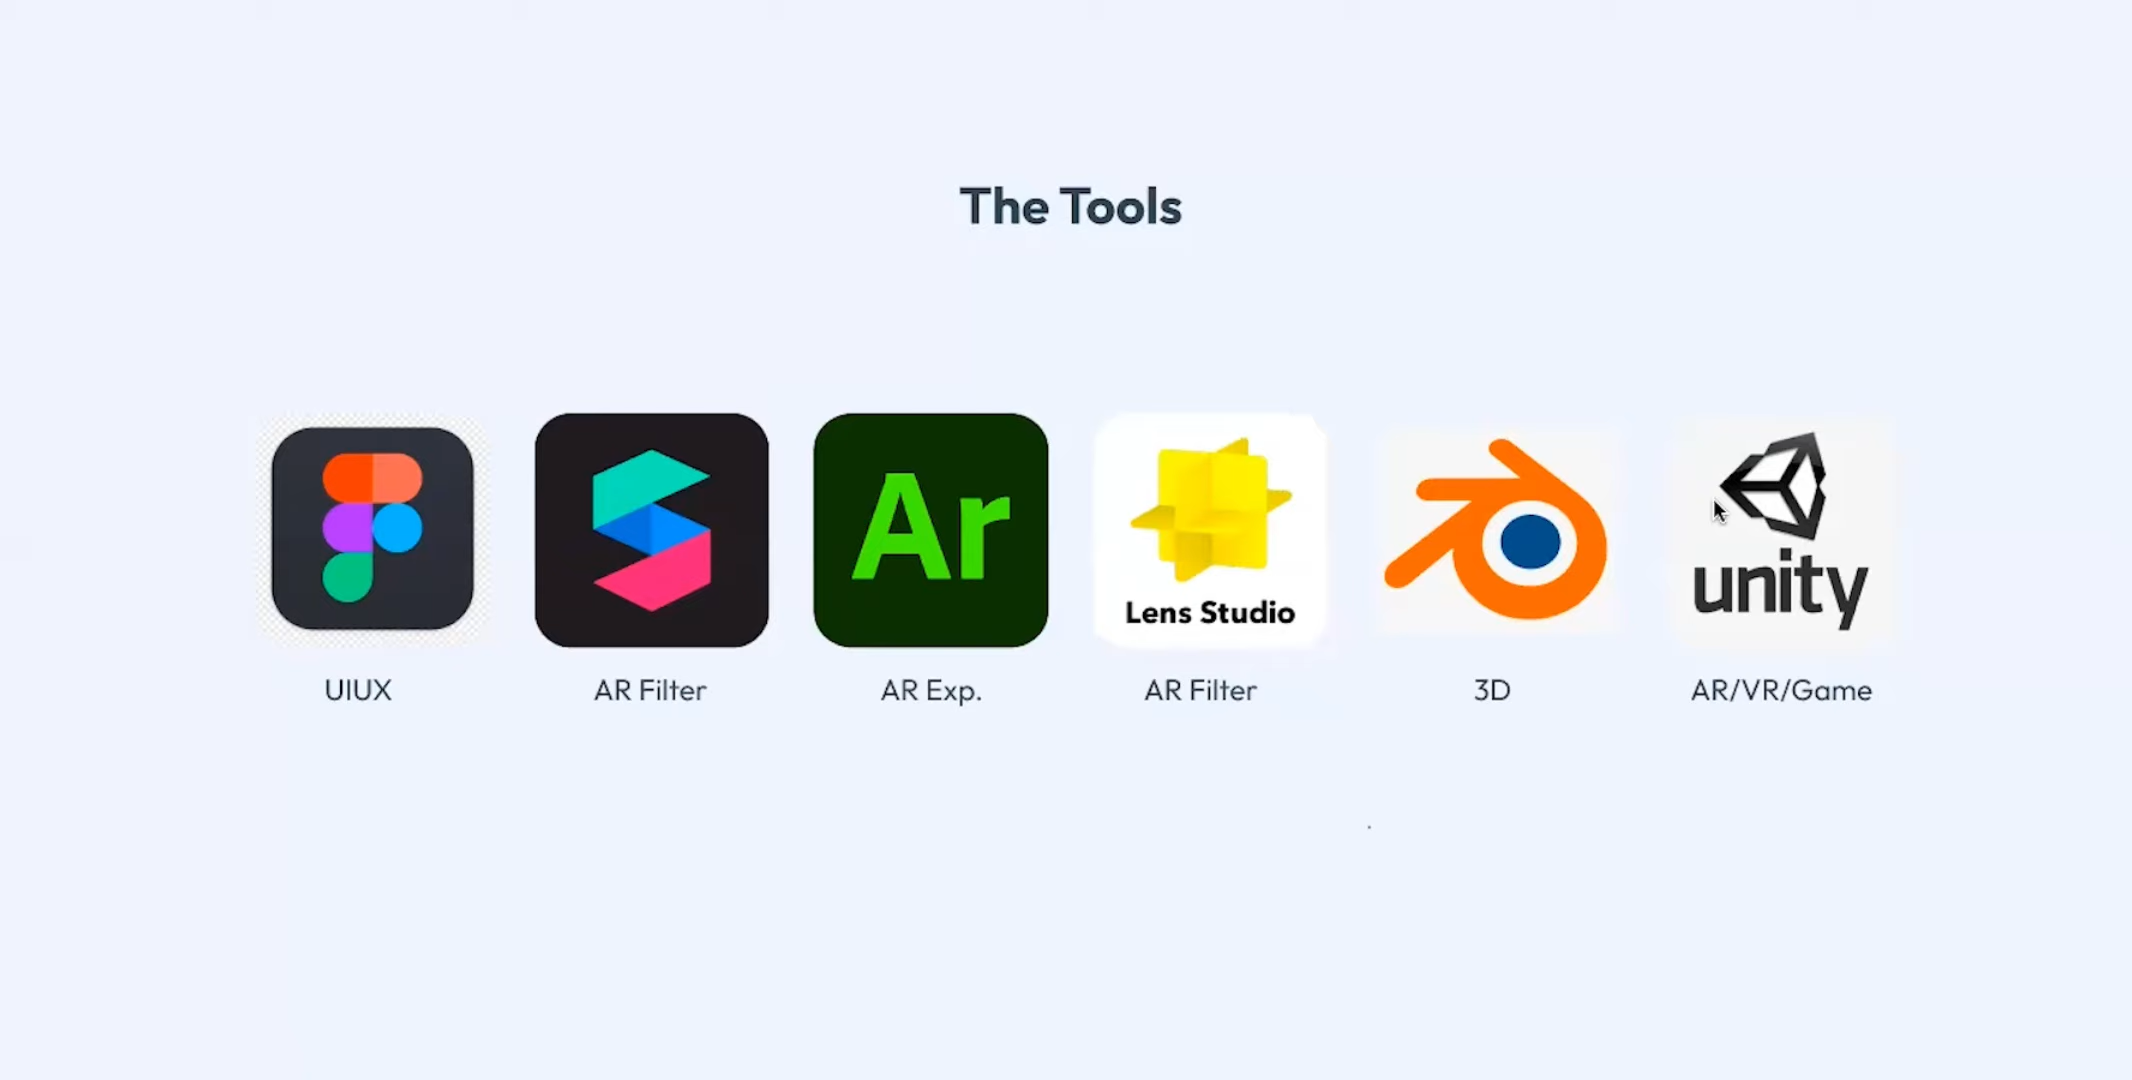 The Tools
Ar
Lens Studio
unity
UIUX
AR Filter
AR Exp.
AR Filter
3D
AR/VR/Game